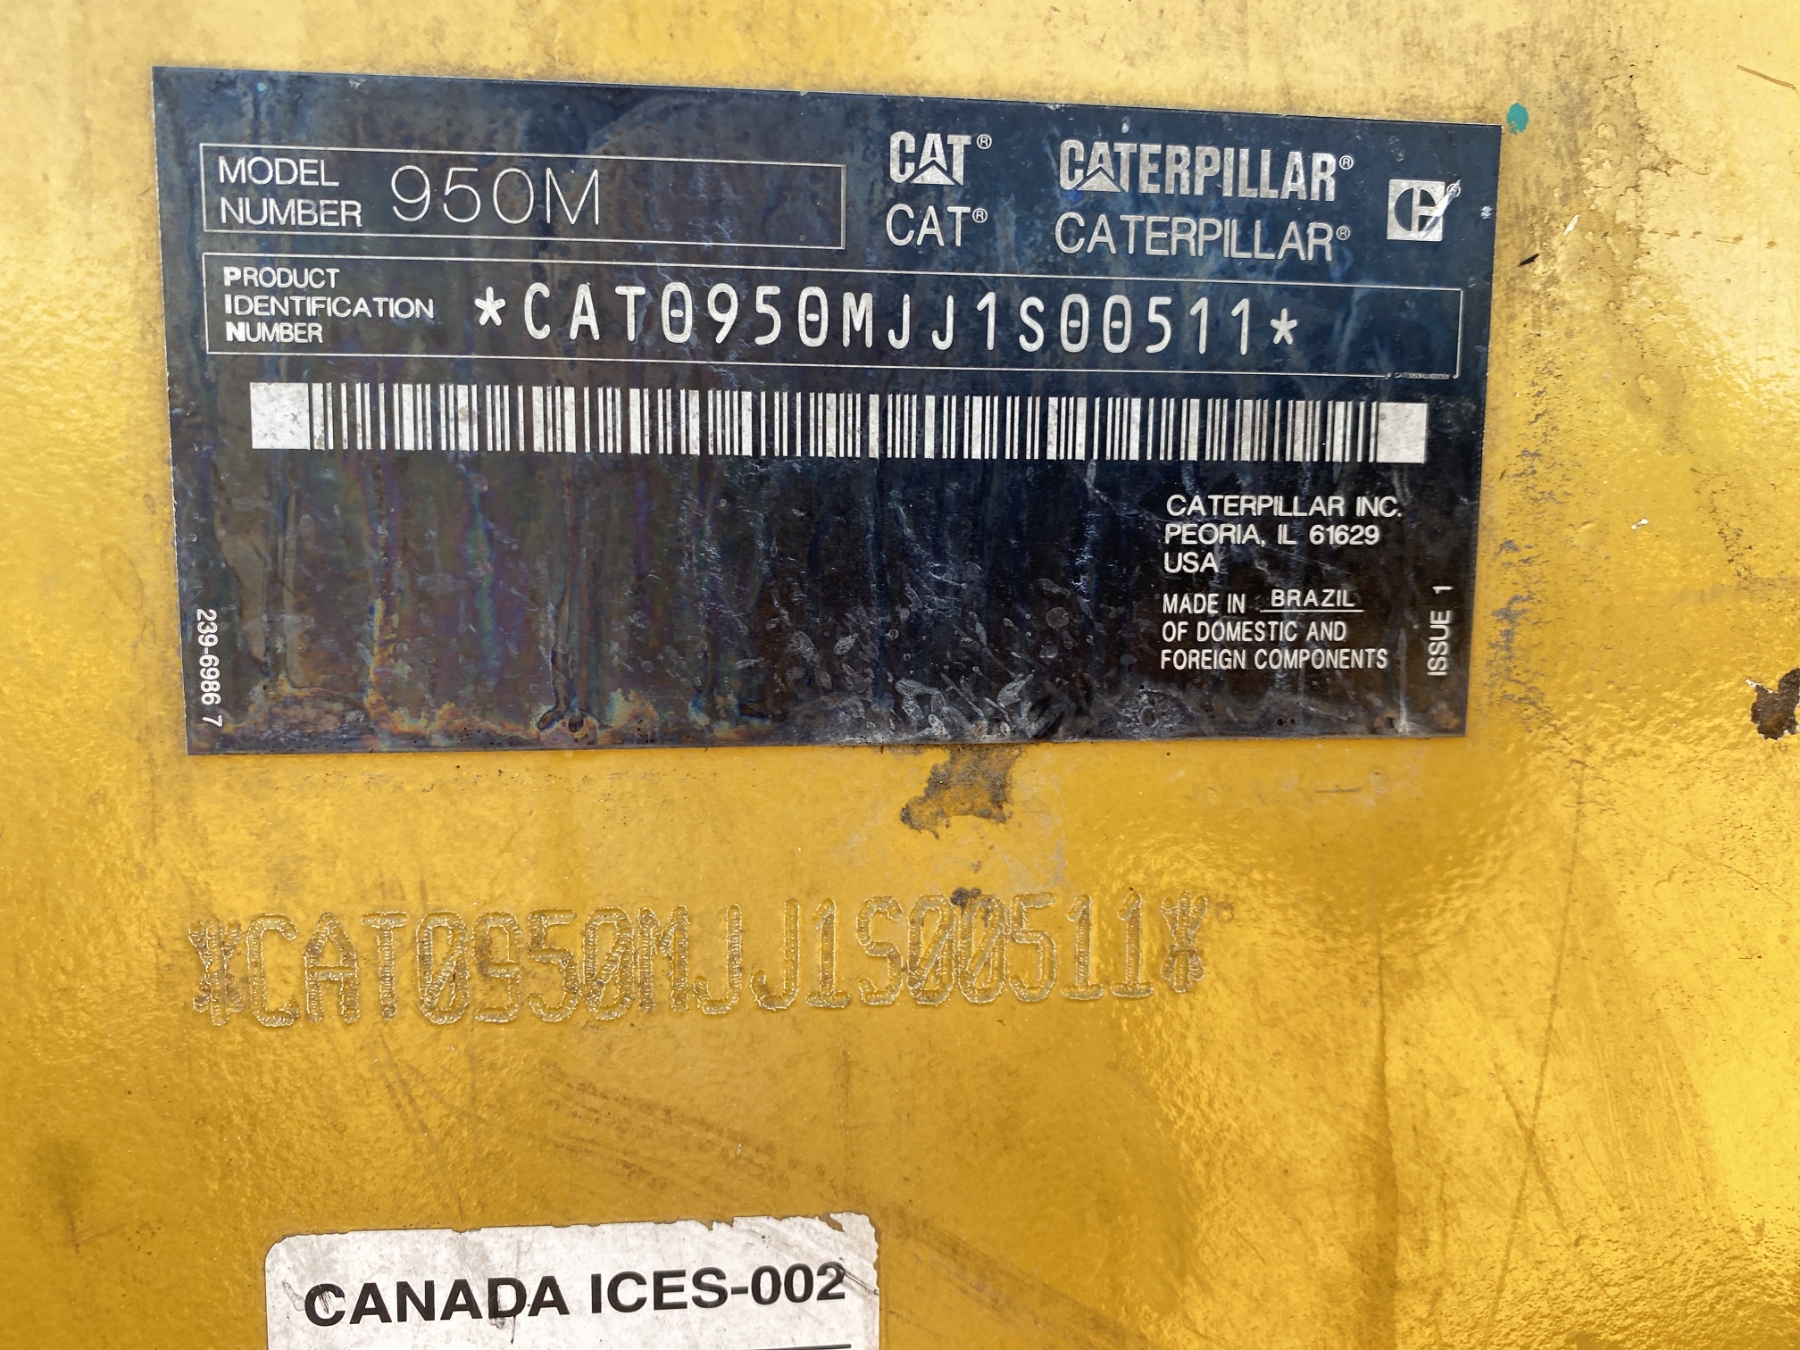 MODEL NUMBER 950M
CAT® CATERPILLAR®
CAT® CATERPILLAR®
PRODUCT IDENTIFICATION NUMBER *CAT0950MJJ1S00511*
CATERPILLAR INC.
PEORIA, IL 61629
USA
MADE IN BRAZIL
OF DOMESTIC AND
FOREIGN COMPONENTS
239-6986 7
ISSUE 1
*CAT0950MJJ1S00511*
CANADA ICES-002